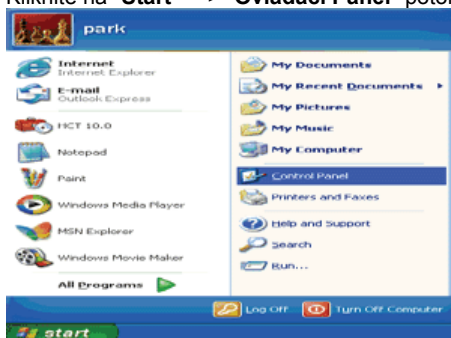 Kliknite na "Start" Panel
park
Internet
Internet Explorer
E-mail
Outlook Express
HCT 10.0
Notepad
Paint
Windows Media Player
MSN Explorer
Windows Movie Maker
All Programs
My Documents
My Recent Documents
My Pictures
My Music
My Computer
Control Panel
Printers and Faxes
Help and Support
Search
Run...
Log Off
Turn Off Computer
start